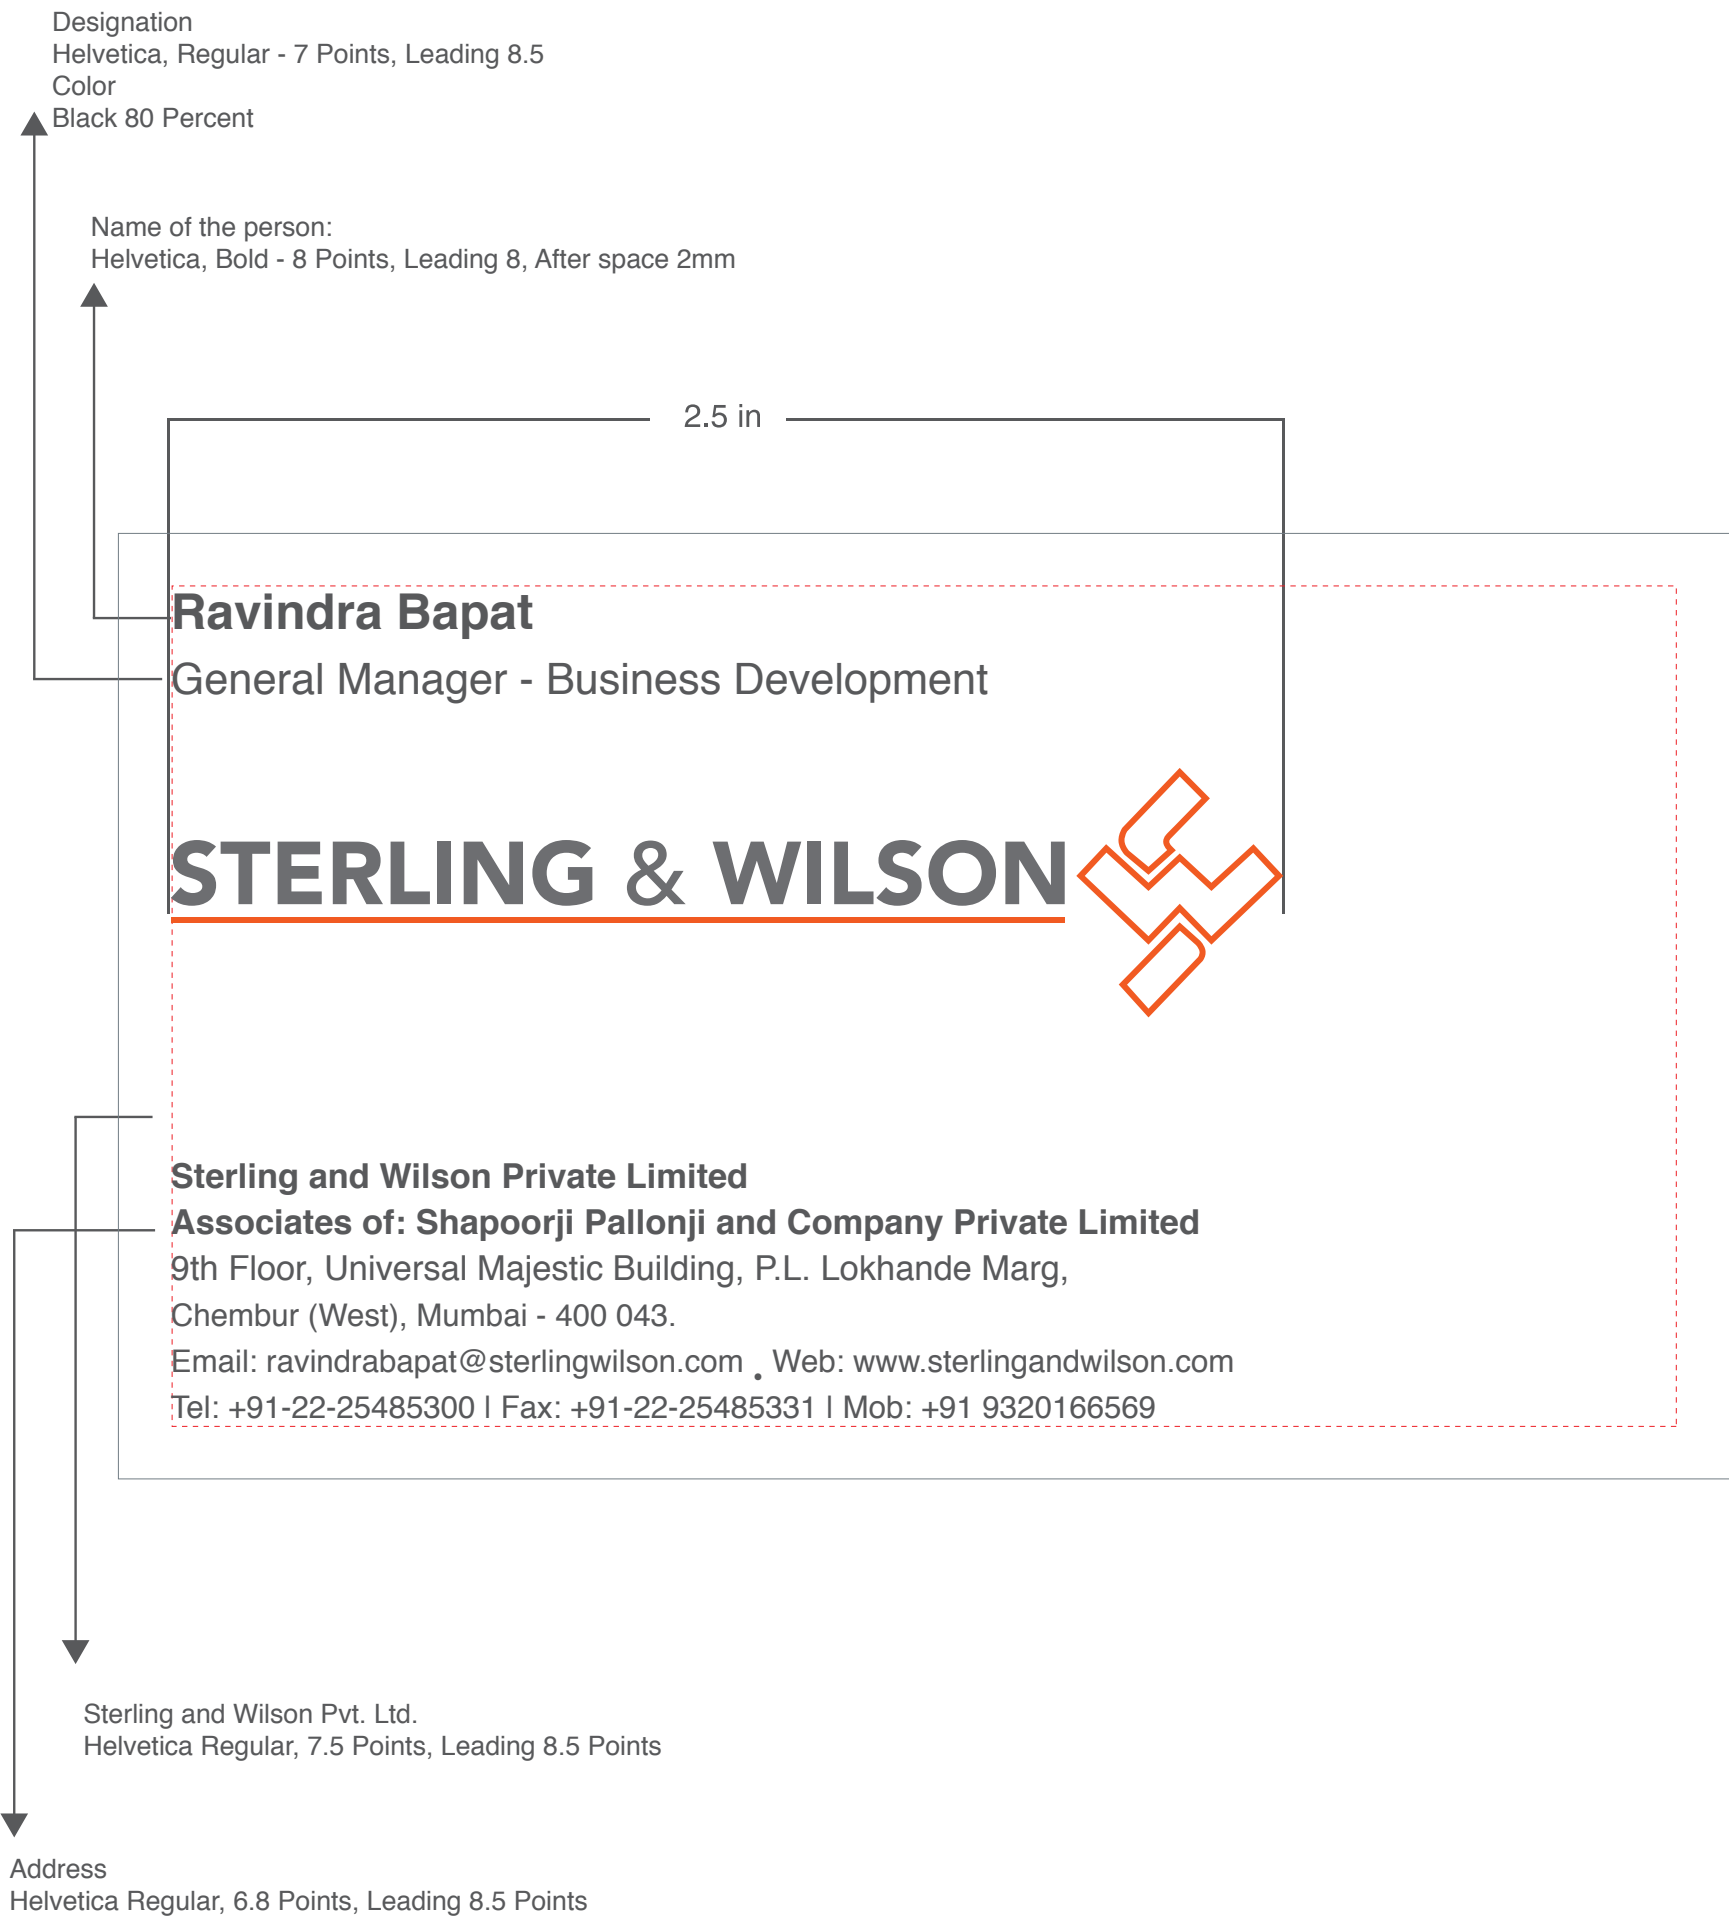 Designation
Helvetica, Regular - 7 Points, Leading 8.5
Color
Black 80 Percent
Name of the person:
Helvetica, Bold - 8 Points, Leading 8, After space 2mm
2.5 in
Ravindra Bapat
General Manager - Business Development
STERLING & WILSON
Sterling and Wilson Private Limited
Associates of: Shapoorji Pallonji and Company Private Limited
9th Floor, Universal Majestic Building, P.L. Lokhande Marg,
Chembur (West), Mumbai - 400 043.
Email: ravindrabapat@sterlingwilson.com • Web: www.sterlingandwilson.com
Tel: +91-22-25485300 | Fax: +91-22-25485331 | Mob: +91 9320166569
Sterling and Wilson Pvt. Ltd.
Helvetica Regular, 7.5 Points, Leading 8.5 Points
Address
Helvetica Regular, 6.8 Points, Leading 8.5 Points